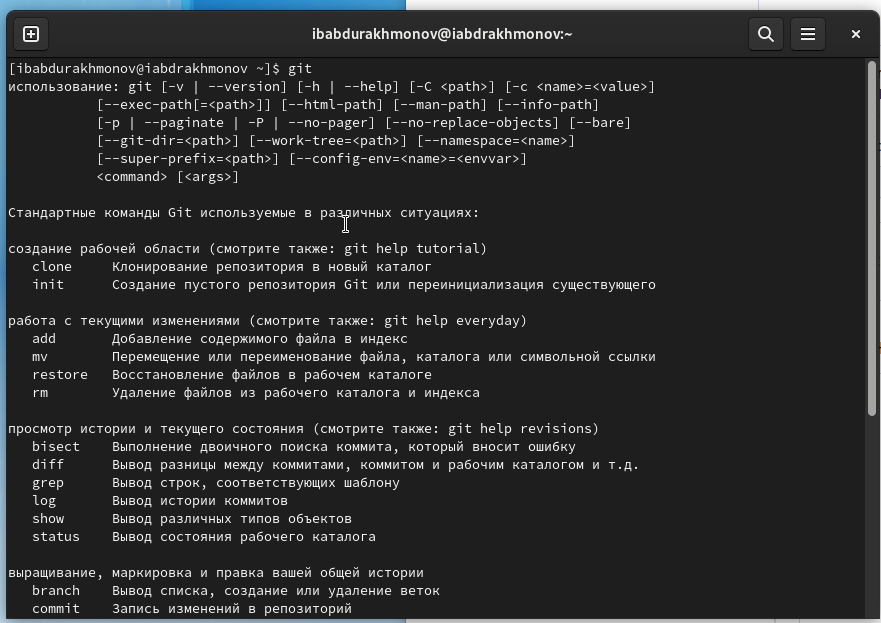 ibabdurakhmonov@iabdrakhmonov:~
[ibabdurakhmonov@iabdrakhmonov ~]$ git
использование: git [-v | --version] [-h | --help] [-C <path>] [-c <name>=<value>]
           [--exec-path[=<path>]] [--html-path] [--man-path] [--info-path]
           [-p | --paginate | -P | --no-pager] [--no-replace-objects] [--bare]
           [--git-dir=<path>] [--work-tree=<path>] [--namespace=<name>]
           [--super-prefix=<path>] [--config-env=<name>=<envvar>]
           <command> [<args>]
Стандартные команды Git используемые в различных ситуациях:
создание рабочей области (смотрите также: git help tutorial)
   clone     Клонирование репозитория в новый каталог
   init      Создание пустого репозитория Git или переинициализация существующего
работа с текущими изменениями (смотрите также: git help everyday)
   add       Добавление содержимого файла в индекс
   mv        Перемещение или переименование файла, каталога или символьной ссылки
   restore   Восстановление файлов в рабочем каталоге
   rm        Удаление файлов из рабочего каталога и индекса
просмотр истории и текущего состояния (смотрите также: git help revisions)
   bisect    Выполнение двоичного поиска коммита, который вносит ошибку
   diff      Вывод разницы между коммитами, коммитом и рабочим каталогом и т.д.
   grep      Вывод строк, соответствующих шаблону
   log       Вывод истории коммитов
   show      Вывод различных типов объектов
   status    Вывод состояния рабочего каталога
выращивание, маркировка и правка вашей общей истории
   branch    Вывод списка, создание или удаление веток
   commit    Запись изменений в репозиторий